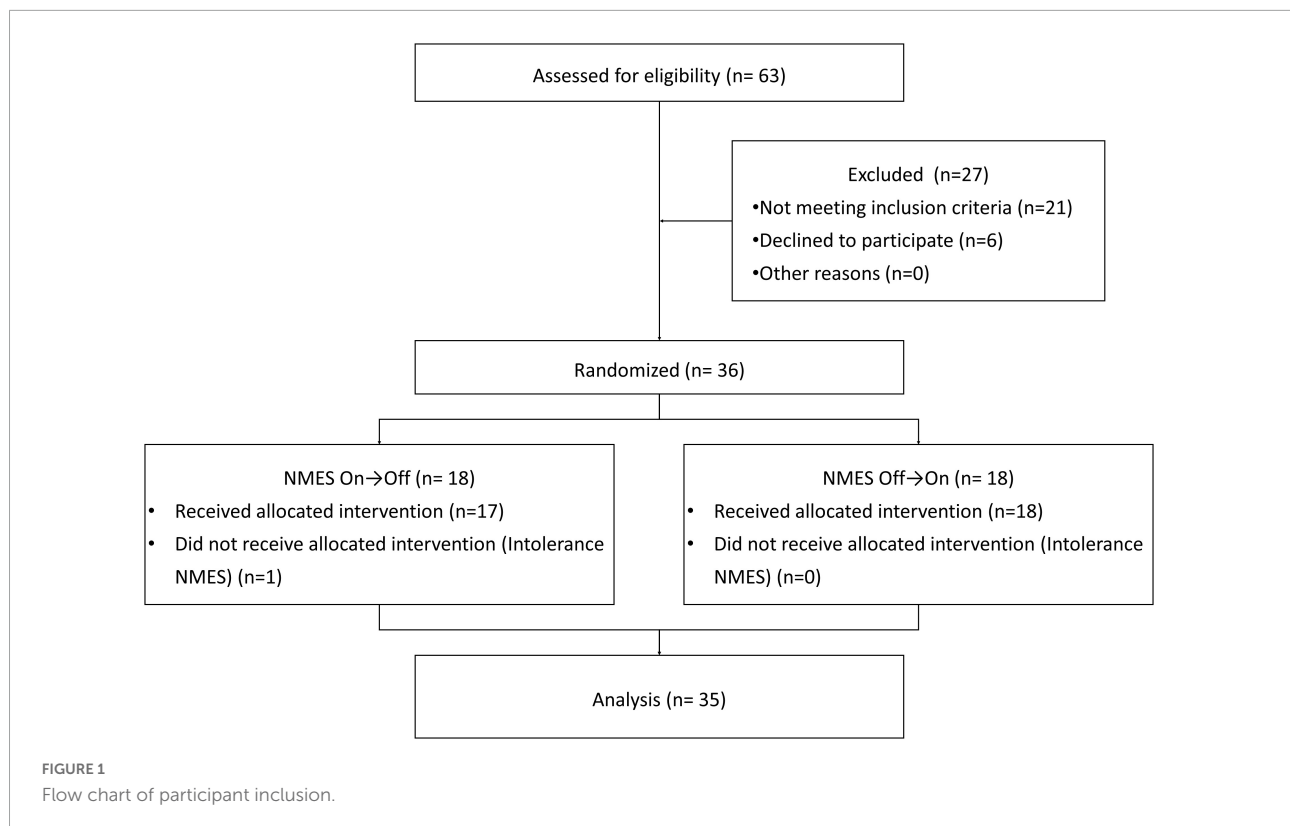 Assessed for eligibility (n= 63)
Excluded (n=27)
•Not meeting inclusion criteria (n=21)
•Declined to participate (n=6)
•Other reasons (n=0)
Randomized (n= 36)
NMES On→Off (n= 18)
• Received allocated intervention (n=17)
• Did not receive allocated intervention (Intolerance
NMES) (n=1)
NMES Off→On (n= 18)
• Received allocated intervention (n=18)
• Did not receive allocated intervention (Intolerance
NMES) (n=0)
Analysis (n= 35)
FIGURE 1
Flow chart of participant inclusion.